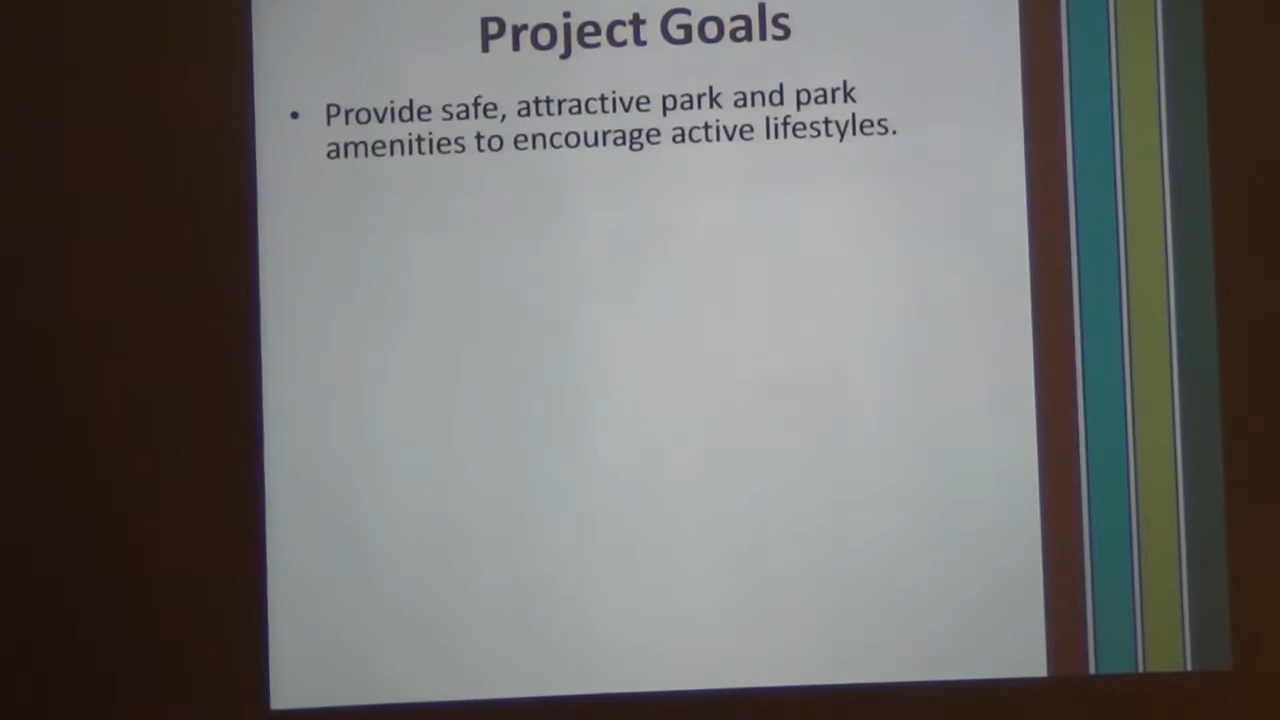 Project Goals
• Provide safe, attractive park and park
amenities to encourage active lifestyles.